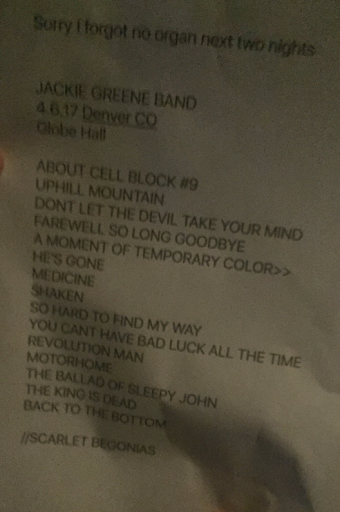 Sorry I forgot no organ next two nights
JACKIE GREENE BAND
4.6.17 Denver CO
Globe Hall
ABOUT CELL BLOCK #9
UPHILL MOUNTAIN
DONT LET THE DEVIL TAKE YOUR MIND
FAREWELL SO LONG GOODBYE
A MOMENT OF TEMPORARY COLOR>>
HE'S GONE
MEDICINE
SHAKEN
SO HARD TO FIND MY WAY
YOU CANT HAVE BAD LUCK ALL THE TIME
REVOLUTION MAN
MOTORHOME
THE BALLAD OF SLEEPY JOHN
THE KING IS DEAD
BACK TO THE BOTTOM
//SCARLET BEGONIAS